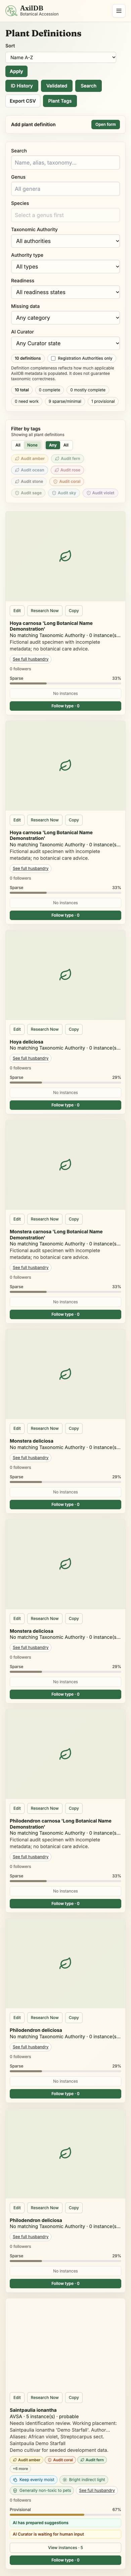 AxilDB
Botanical Accession
Plant Definitions
Sort
Name A-Z
Apply
ID History
Validated
Search
Export CSV
Plant Tags
Add plant definition
Open form
Search
Name, alias, taxonomy...
Genus
All genera
Species
Select a genus first
Taxonomic Authority
All authorities
Authority type
All types
Readiness
All readiness states
Missing data
Any category
AI Curator
Any Curator state
10 definitions
Registration Authorities only
Definition completeness reflects how much applicable AxilDB metadata is populated. It does not guarantee taxonomic correctness.
10 total
0 complete
0 mostly complete
0 need work
9 sparse/minimal
1 provisional
Filter by tags
Showing all plant definitions
All
None
Any
All
Audit amber
Audit fern
Audit ocean
Audit rose
Audit stone
Audit coral
Audit sage
Audit sky
Audit violet
Edit
Research Now
Copy
Hoya carnosa 'Long Botanical Name Demonstration'
No matching Taxonomic Authority · 0 instance(s...
Fictional audit specimen with incomplete metadata; no botanical care advice.
See full husbandry
0 followers
Sparse
33%
No instances
Follow type · 0
Edit
Research Now
Copy
Hoya carnosa 'Long Botanical Name Demonstration'
No matching Taxonomic Authority · 0 instance(s...
Fictional audit specimen with incomplete metadata; no botanical care advice.
See full husbandry
0 followers
Sparse
33%
No instances
Follow type · 0
Edit
Research Now
Copy
Hoya deliciosa
No matching Taxonomic Authority · 0 instance(s...
See full husbandry
0 followers
Sparse
29%
No instances
Follow type · 0
Edit
Research Now
Copy
Monstera carnosa 'Long Botanical Name Demonstration'
No matching Taxonomic Authority · 0 instance(s...
Fictional audit specimen with incomplete metadata; no botanical care advice.
See full husbandry
0 followers
Sparse
33%
No instances
Follow type · 0
Edit
Research Now
Copy
Monstera deliciosa
No matching Taxonomic Authority · 0 instance(s...
See full husbandry
0 followers
Sparse
29%
No instances
Follow type · 0
Edit
Research Now
Copy
Monstera deliciosa
No matching Taxonomic Authority · 0 instance(s...
See full husbandry
0 followers
Sparse
29%
No instances
Follow type · 0
Edit
Research Now
Copy
Philodendron carnosa 'Long Botanical Name Demonstration'
No matching Taxonomic Authority · 0 instance(s...
Fictional audit specimen with incomplete metadata; no botanical care advice.
See full husbandry
0 followers
Sparse
33%
No instances
Follow type · 0
Edit
Research Now
Copy
Philodendron deliciosa
No matching Taxonomic Authority · 0 instance(s...
See full husbandry
0 followers
Sparse
29%
No instances
Follow type · 0
Edit
Research Now
Copy
Philodendron deliciosa
No matching Taxonomic Authority · 0 instance(s...
See full husbandry
0 followers
Sparse
29%
No instances
Follow type · 0
Edit
Research Now
Copy
Saintpaulia ionantha
AVSA · 5 instance(s) · probable
Needs identification review. Working placement: Saintpaulia ionantha 'Demo Starfall'. Author...
Aliases: African violet, Streptocarpus sect. Saintpaulia Demo Starfall
Demo cultivar for seeded development data.
Audit amber
Audit coral
Audit fern
+6 more
Keep evenly moist
Bright indirect light
Generally non-toxic to pets
See full husbandry
0 followers
Provisional
67%
AI has prepared suggestions
AI Curator is waiting for human input
View instances · 5
Follow type · 0